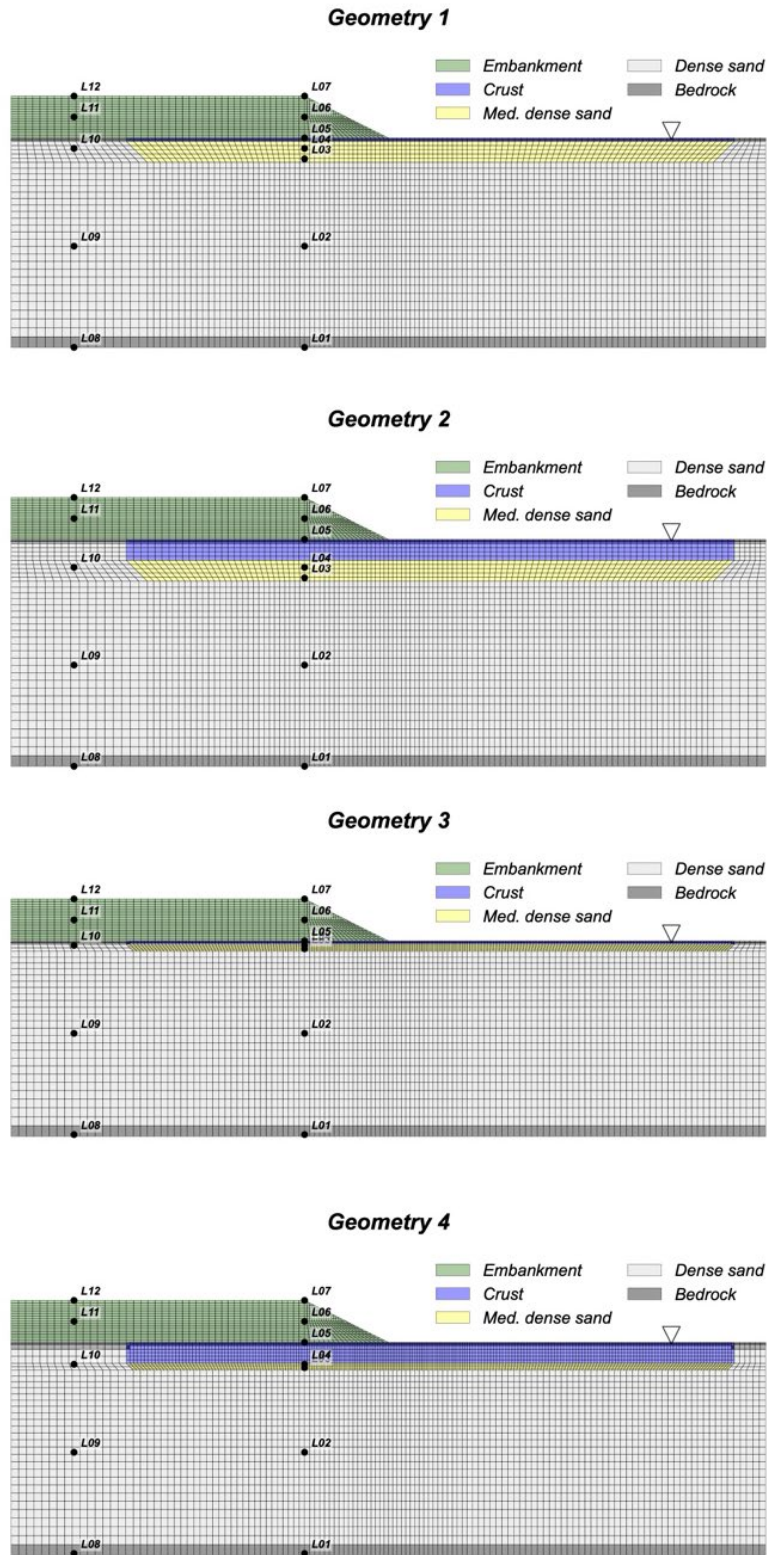 Geometry 1
Embankment Dense sand
Crust Bedrock
Med. dense sand
L12 L07
L11 L06
L05
L10 L04
L03
L09 L02
L08 L01
Geometry 2
Embankment Dense sand
Crust Bedrock
Med. dense sand
L12 L07
L11 L06
L05
L10 L04
L03
L09 L02
L08 L01
Geometry 3
Embankment Dense sand
Crust Bedrock
Med. dense sand
L12 L07
L11 L06
L10 L05
L09 L02
L08 L01
Geometry 4
Embankment Dense sand
Crust Bedrock
Med. dense sand
L12 L07
L11 L06
L05
L10 L04
L09 L02
L08 L01